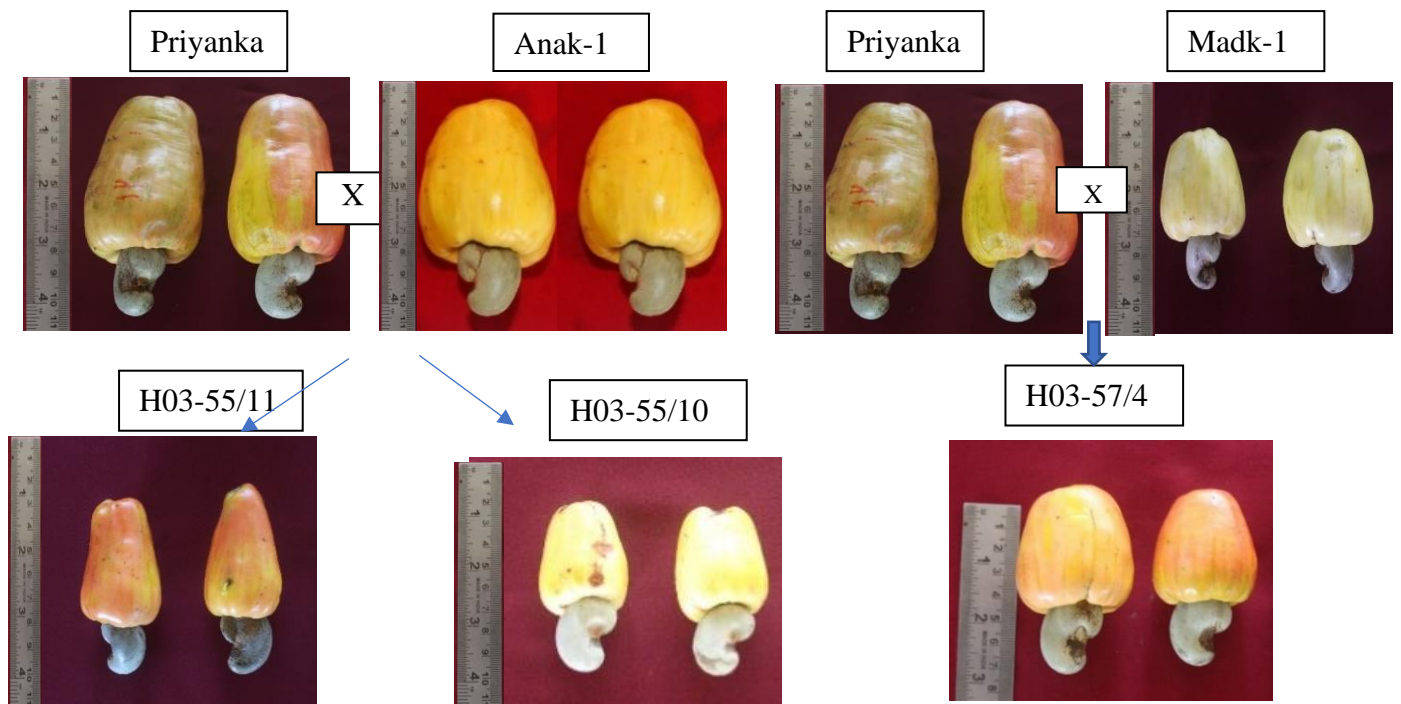 Priyanka
Anak-1
Priyanka
Madk-1
X
X
H03-55/11
H03-55/10
H03-57/4